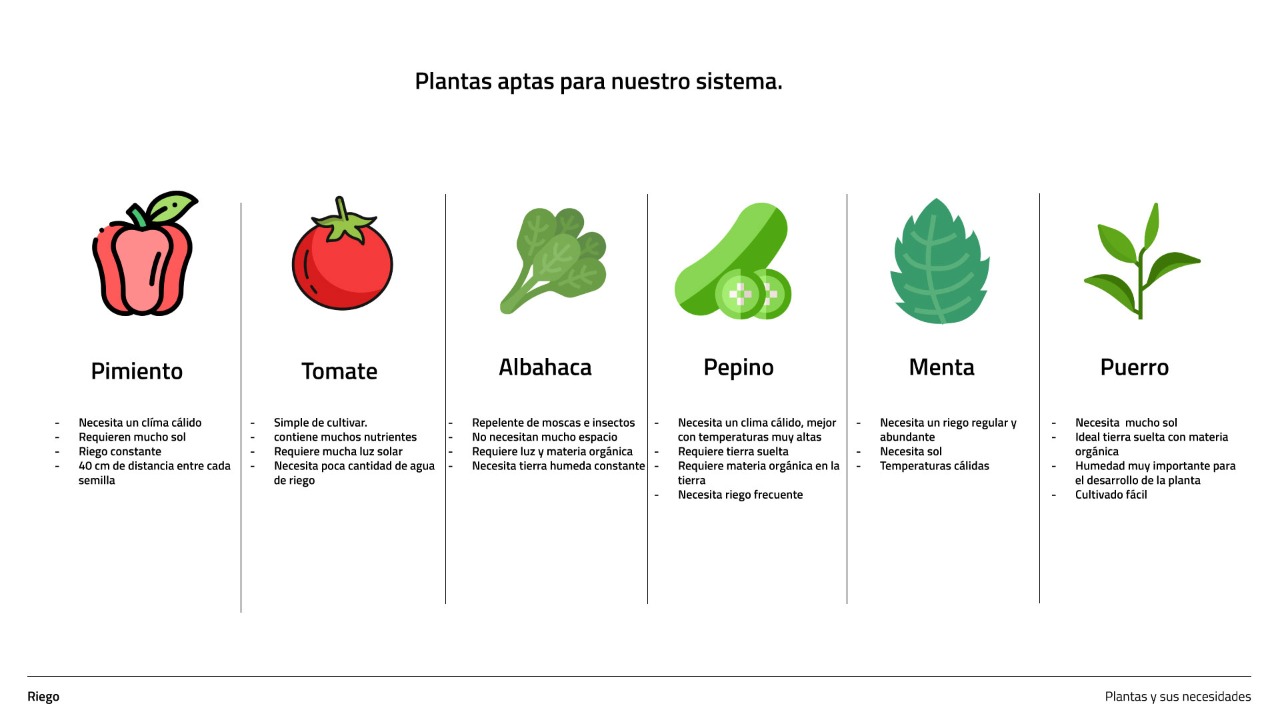 Plantas aptas para nuestro sistema.
Pimiento
- Necesita un clíma cálido
- Requieren mucho sol
- Riego constante
- 40 cm de distancia entre cada
semilla
Tomate
- Simple de cultivar.
- contiene muchos nutrientes
- Requiere mucha luz solar
- Necesita poca cantidad de agua
de riego
Albahaca
- Repelente de moscas e insectos
- No necesitan mucho espacio
- Requiere luz y materia orgánica
- Necesita tierra humeda constante
Pepino
- Necesita un clima cálido, mejor
con temperaturas muy altas
- Requiere tierra suelta
- Requiere materia orgánica en la
tierra
- Necesita riego frecuente
Menta
- Necesita un riego regular y
abundante
- Necesita sol
- Temperaturas cálidas
Puerro
- Necesita mucho sol
- Ideal tierra suelta con materia
orgánica
- Humedad muy importante para
el desarrollo de la planta
- Cultivado fácil
Riego
Plantas y sus necesidades